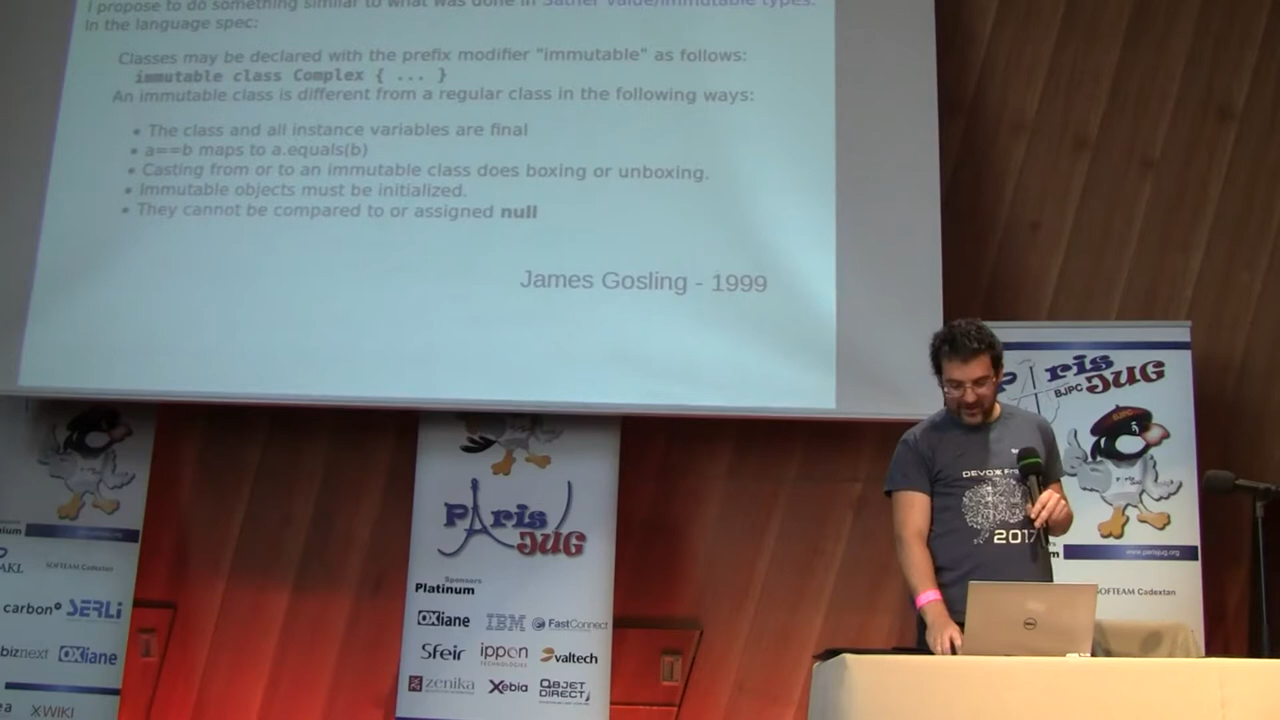 I propose to do something similar to what was done in Sather value/immutable types.
In the language spec:
Classes may be declared with the prefix modifier "immutable" as follows:
immutable class Complex { ... }
An immutable class is different from a regular class in the following ways:
• The class and all instance variables are final
• a==b maps to a.equals(b)
• Casting from or to an immutable class does boxing or unboxing.
• Immutable objects must be initialized.
• They cannot be compared to or assigned null
James Gosling - 1999
Paris
BJPC JUG
BJPC
Paris
www.parisjug.org
SOFTEAM Cadextan
DEVOXX
2017
DELL
Paris
JUG
Sponsors
Platinum
OXiane
IBM
FastConnect
Sfeir
ippon
TECHNOLOGIES
valtech
zenika
Xebia
OBJET
DIRECT
SOFTEAM Cadextan
carbon
SERLI
biznext
OXiane
XWIKI